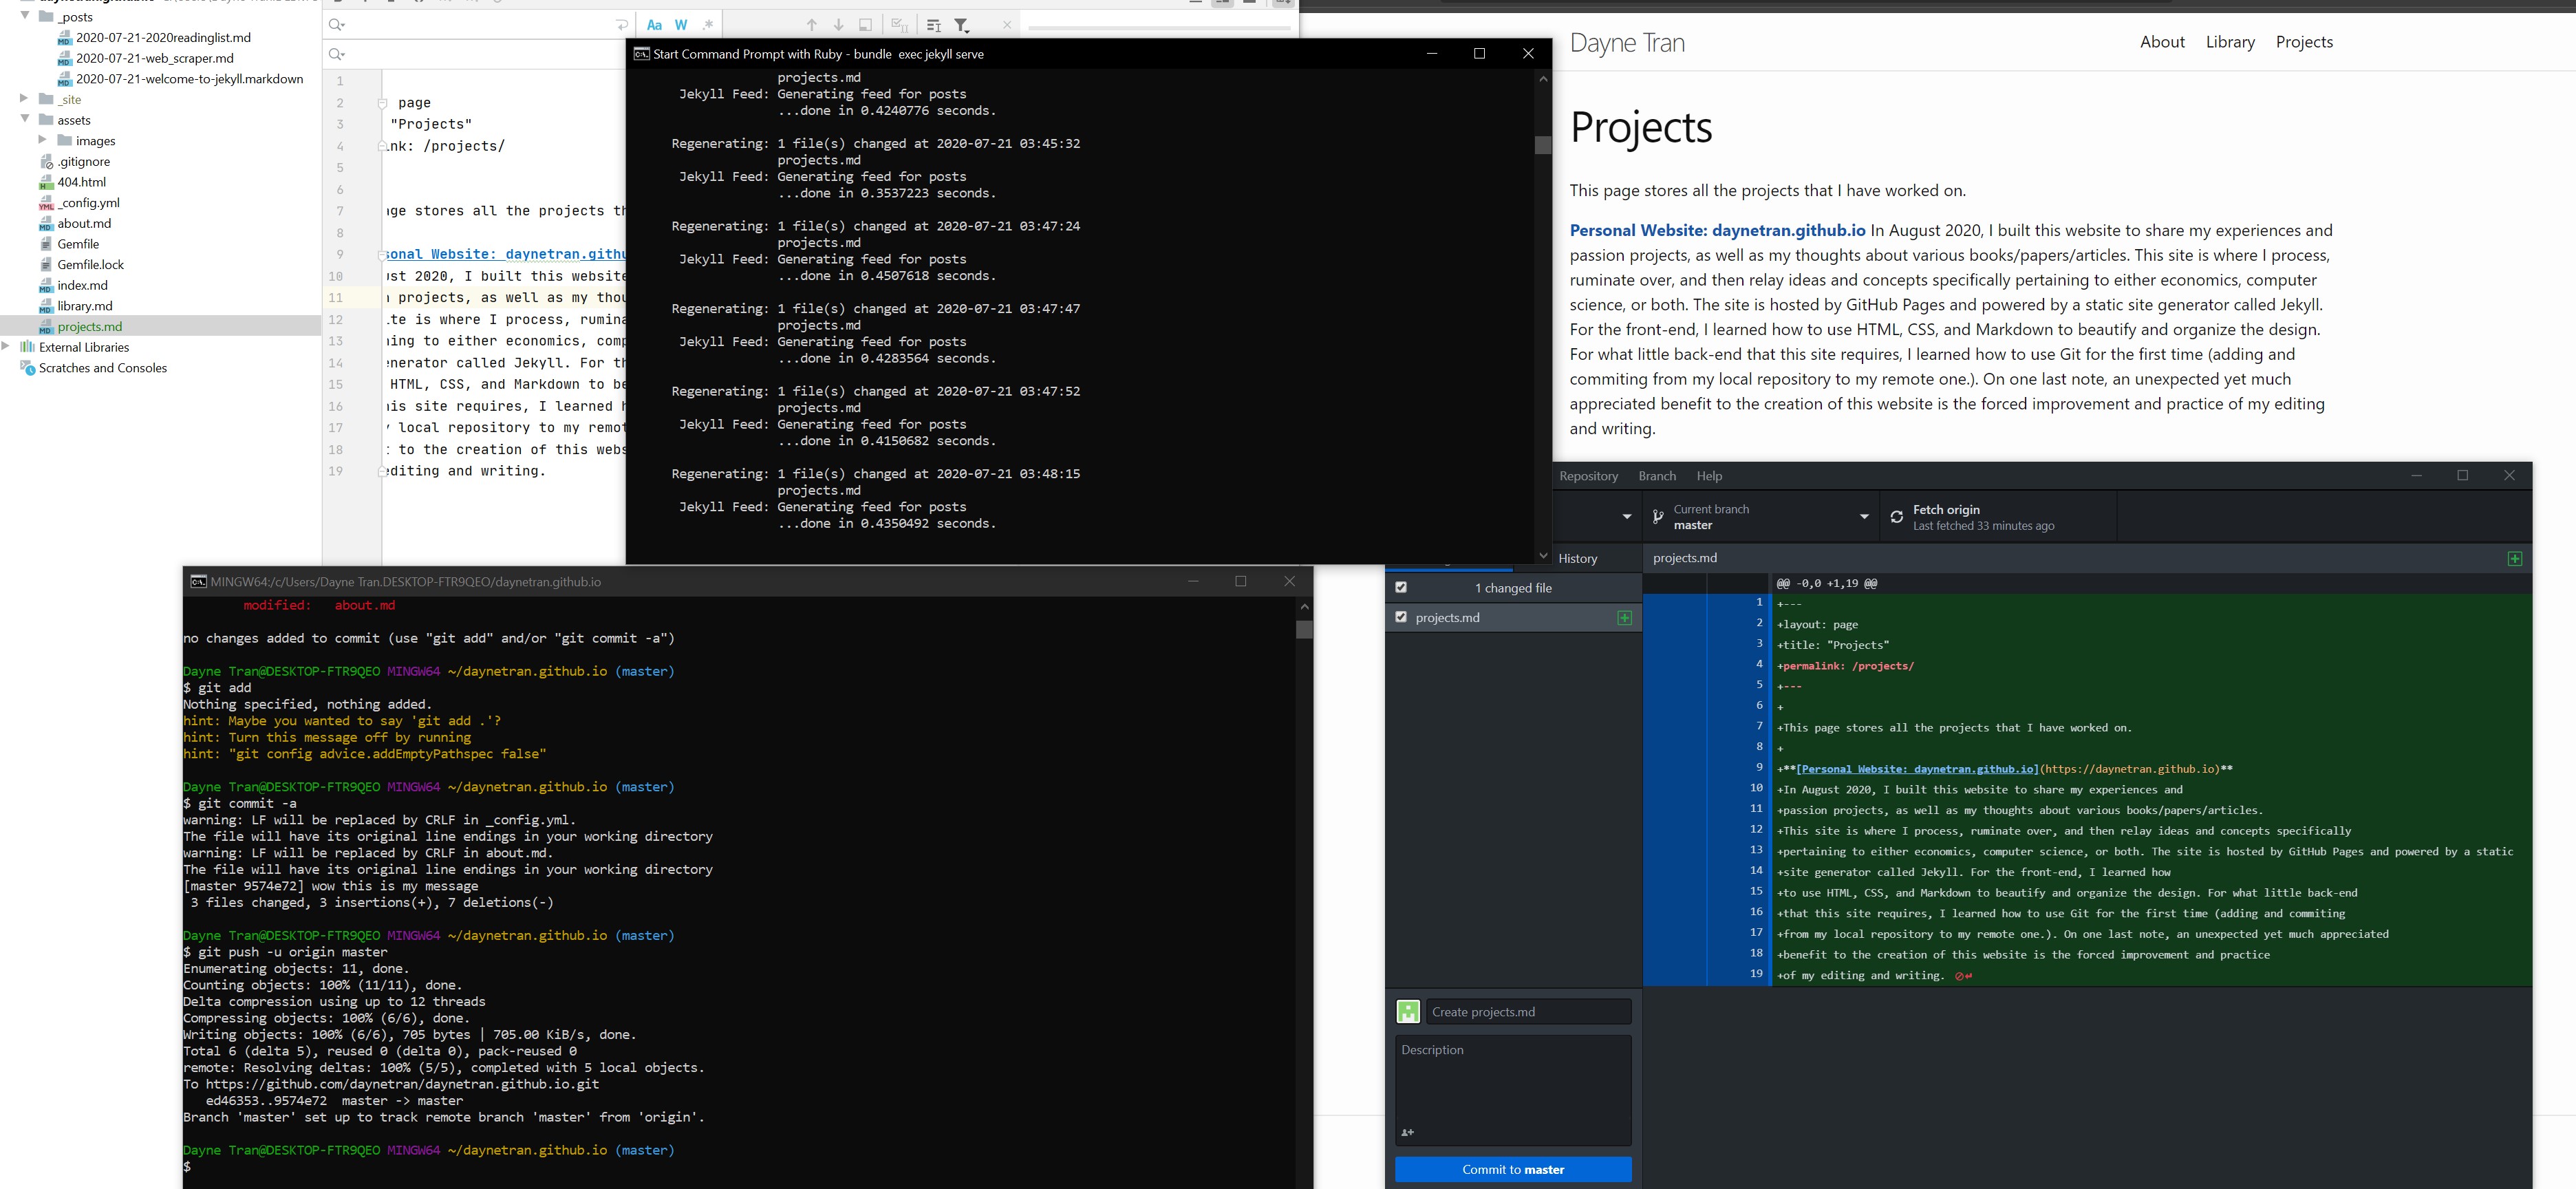 _posts
2020-07-21-2020readinglist.md
2020-07-21-web_scraper.md
2020-07-21-welcome-to-jekyll.markdown
_site
assets
images
.gitignore
404.html
_config.yml
about.md
Gemfile
Gemfile.lock
index.md
library.md
projects.md
External Libraries
Scratches and Consoles
Aa W .*
1
2 page
3 "Projects"
4 nk: /projects/
5
6
7 ge stores all the projects th
8
9 sonal Website: daynetran.githu
10 ust 2020, I built this website
11 n projects, as well as my thou
12 ite is where I process, rumina
13 ning to either economics, comp
14 enerator called Jekyll. For th
15 HTML, CSS, and Markdown to be
16 is site requires, I learned h
17 y local repository to my remot
18 t to the creation of this webs
19 editing and writing.
Start Command Prompt with Ruby - bundle exec jekyll serve
projects.md
Jekyll Feed: Generating feed for posts
...done in 0.4240776 seconds.
Regenerating: 1 file(s) changed at 2020-07-21 03:45:32
projects.md
Jekyll Feed: Generating feed for posts
...done in 0.3537223 seconds.
Regenerating: 1 file(s) changed at 2020-07-21 03:47:24
projects.md
Jekyll Feed: Generating feed for posts
...done in 0.4507618 seconds.
Regenerating: 1 file(s) changed at 2020-07-21 03:47:47
projects.md
Jekyll Feed: Generating feed for posts
...done in 0.4283564 seconds.
Regenerating: 1 file(s) changed at 2020-07-21 03:47:52
projects.md
Jekyll Feed: Generating feed for posts
...done in 0.4150682 seconds.
Regenerating: 1 file(s) changed at 2020-07-21 03:48:15
projects.md
Jekyll Feed: Generating feed for posts
...done in 0.4350492 seconds.
Dayne Tran
About Library Projects
Projects
This page stores all the projects that I have worked on.
Personal Website: daynetran.github.io In August 2020, I built this website to share my experiences and
passion projects, as well as my thoughts about various books/papers/articles. This site is where I process,
ruminate over, and then relay ideas and concepts specifically pertaining to either economics, computer
science, or both. The site is hosted by GitHub Pages and powered by a static site generator called Jekyll.
For the front-end, I learned how to use HTML, CSS, and Markdown to beautify and organize the design.
For what little back-end that this site requires, I learned how to use Git for the first time (adding and
commiting from my local repository to my remote one.). On one last note, an unexpected yet much
appreciated benefit to the creation of this website is the forced improvement and practice of my editing
and writing.
MINGW64:/c/Users/Dayne Tran.DESKTOP-FTR9QEO/daynetran.github.io
modified: about.md
no changes added to commit (use "git add" and/or "git commit -a")
Dayne Tran@DESKTOP-FTR9QEO MINGW64 ~/daynetran.github.io (master)
$ git add
Nothing specified, nothing added.
hint: Maybe you wanted to say 'git add .'?
hint: Turn this message off by running
hint: "git config advice.addEmptyPathspec false"
Dayne Tran@DESKTOP-FTR9QEO MINGW64 ~/daynetran.github.io (master)
$ git commit -a
warning: LF will be replaced by CRLF in _config.yml.
The file will have its original line endings in your working directory
warning: LF will be replaced by CRLF in about.md.
The file will have its original line endings in your working directory
[master 9574e72] wow this is my message
3 files changed, 3 insertions(+), 7 deletions(-)
Dayne Tran@DESKTOP-FTR9QEO MINGW64 ~/daynetran.github.io (master)
$ git push -u origin master
Enumerating objects: 11, done.
Counting objects: 100% (11/11), done.
Delta compression using up to 12 threads
Compressing objects: 100% (6/6), done.
Writing objects: 100% (6/6), 705 bytes | 705.00 KiB/s, done.
Total 6 (delta 5), reused 0 (delta 0), pack-reused 0
remote: Resolving deltas: 100% (5/5), completed with 5 local objects.
To https://github.com/daynetran/daynetran.github.io.git
ed46353..9574e72 master -> master
Branch 'master' set up to track remote branch 'master' from 'origin'.
Dayne Tran@DESKTOP-FTR9QEO MINGW64 ~/daynetran.github.io (master)
$
Repository Branch Help
Current branch
master
Fetch origin
Last fetched 33 minutes ago
History
projects.md
1 changed file
projects.md
@@ -0,0 +1,19 @@
1 +---
2 +layout: page
3 +title: "Projects"
4 +permalink: /projects/
5 +---
6 +
7 +This page stores all the projects that I have worked on.
8 +
9 +**[Personal Website: daynetran.github.io](https://daynetran.github.io)**
10 +In August 2020, I built this website to share my experiences and
11 +passion projects, as well as my thoughts about various books/papers/articles.
12 +This site is where I process, ruminate over, and then relay ideas and concepts specifically
13 +pertaining to either economics, computer science, or both. The site is hosted by GitHub Pages and powered by a static
14 +site generator called Jekyll. For the front-end, I learned how
15 +to use HTML, CSS, and Markdown to beautify and organize the design. For what little back-end
16 +that this site requires, I learned how to use Git for the first time (adding and commiting
17 +from my local repository to my remote one.). On one last note, an unexpected yet much appreciated
18 +benefit to the creation of this website is the forced improvement and practice
19 +of my editing and writing.
Create projects.md
Description
Commit to master